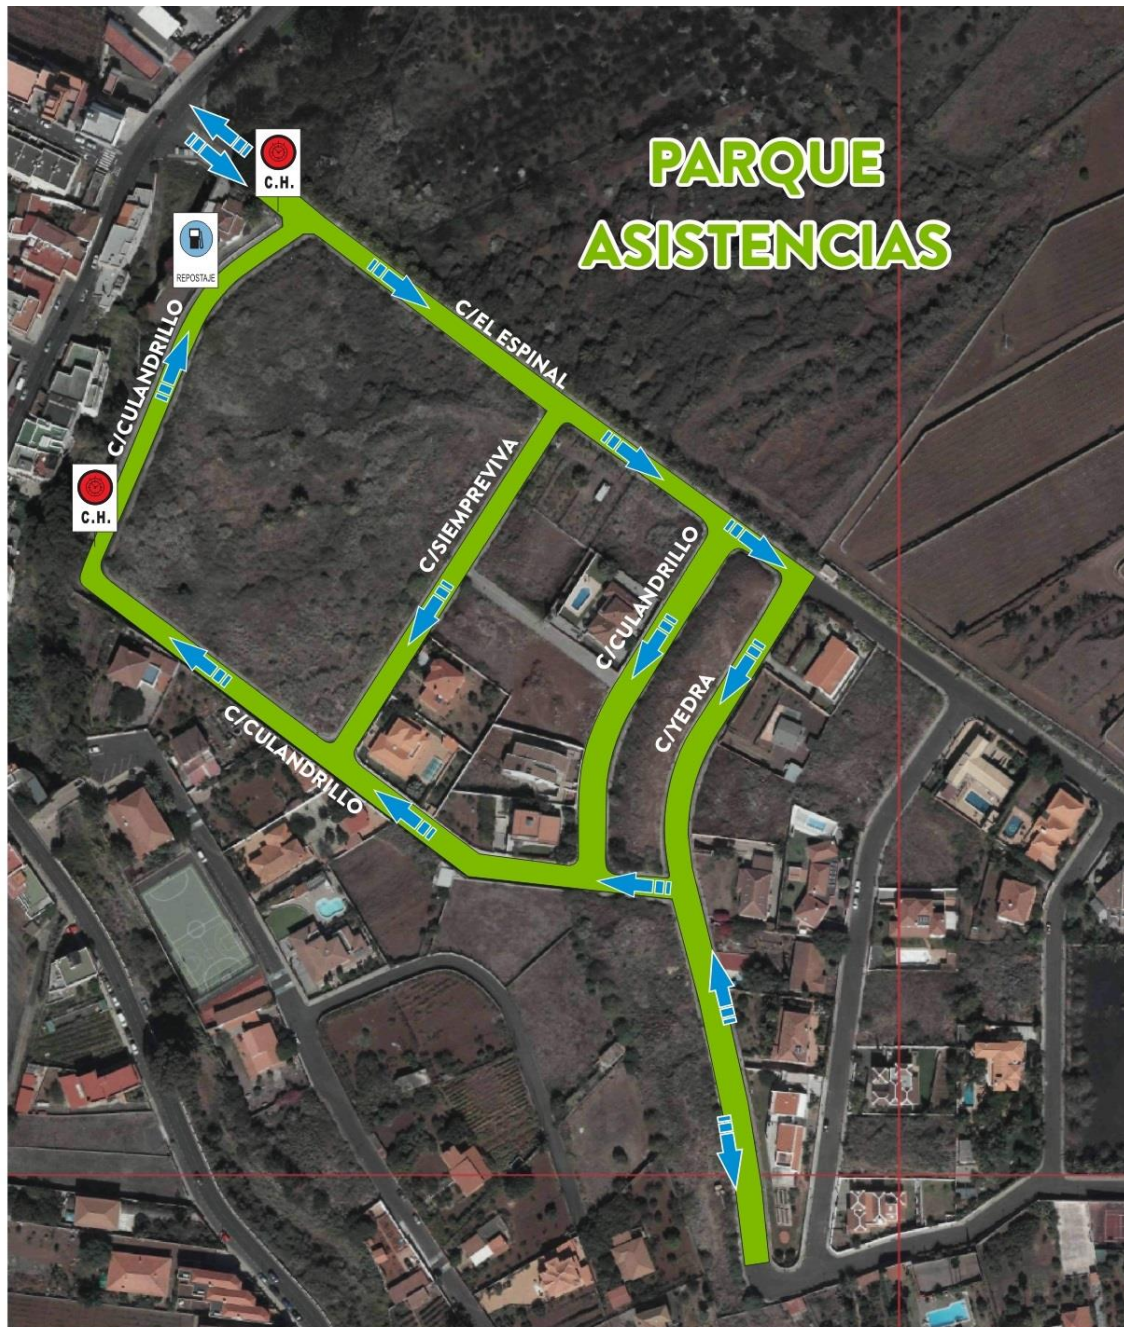 PARQUE
ASISTENCIAS
C.H.
REPOSTAJE
C/CULANDRILLO
C/EL ESPINAL
C.H.
C/SIEMPREVIVA
C/CULANDRILLO
C/YEDRA
C/CULANDRILLO